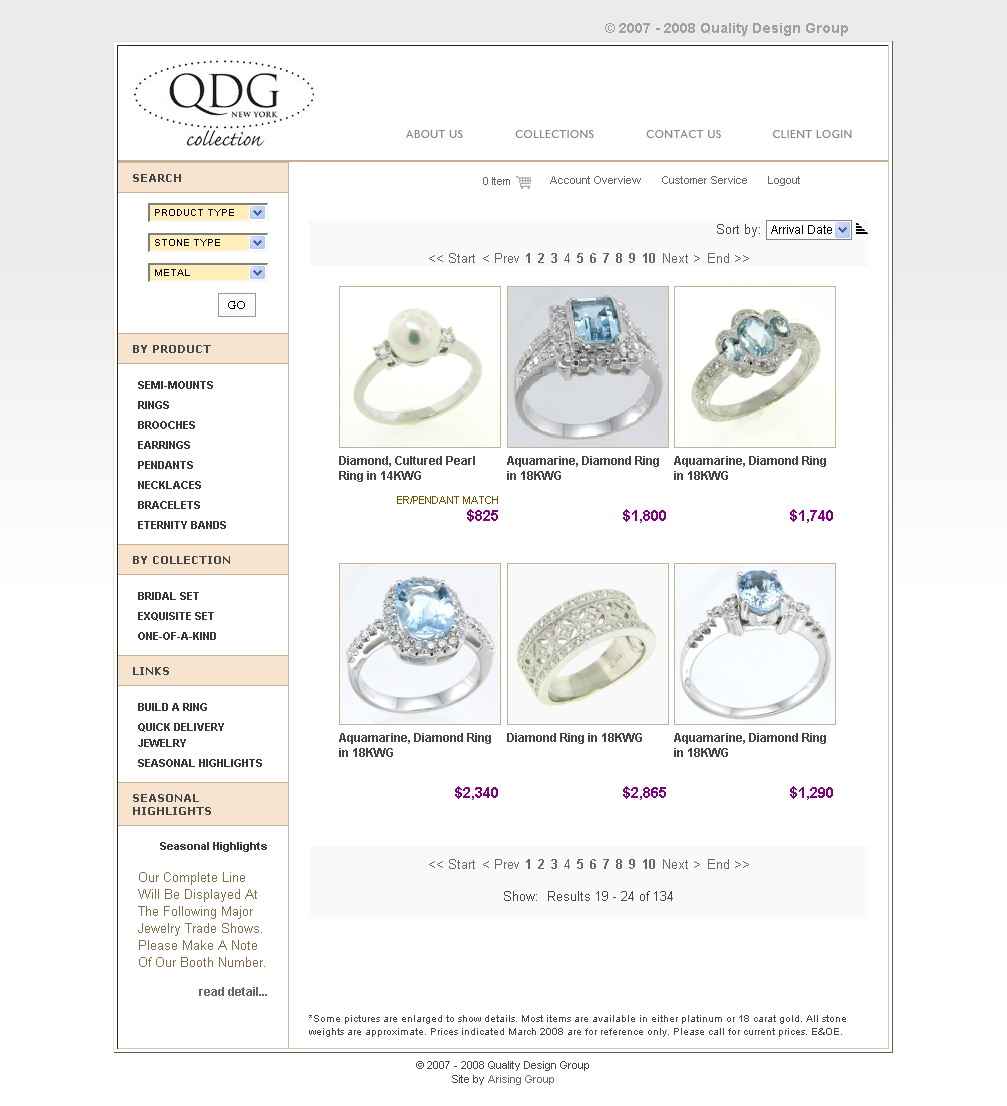 © 2007 - 2008 Quality Design Group
QDG
NEW YORK
collection
ABOUT US COLLECTIONS CONTACT US CLIENT LOGIN
SEARCH
PRODUCT TYPE
STONE TYPE
METAL
GO
BY PRODUCT
SEMI-MOUNTS
RINGS
BROOCHES
EARRINGS
PENDANTS
NECKLACES
BRACELETS
ETERNITY BANDS
BY COLLECTION
BRIDAL SET
EXQUISITE SET
ONE-OF-A-KIND
LINKS
BUILD A RING
QUICK DELIVERY
JEWELRY
SEASONAL HIGHLIGHTS
SEASONAL
HIGHLIGHTS
Seasonal Highlights
Our Complete Line
Will Be Displayed At
The Following Major
Jewelry Trade Shows.
Please Make A Note
Of Our Booth Number.
read detail...
0 Item Account Overview Customer Service Logout
Sort by: Arrival Date
<< Start < Prev 1 2 3 4 5 6 7 8 9 10 Next > End >>
Diamond, Cultured Pearl
Ring in 14KWG
ER/PENDANT MATCH
$825
Aquamarine, Diamond Ring
in 18KWG
$1,800
Aquamarine, Diamond Ring
in 18KWG
$1,740
Aquamarine, Diamond Ring
in 18KWG
$2,340
Diamond Ring in 18KWG
$2,865
Aquamarine, Diamond Ring
in 18KWG
$1,290
<< Start < Prev 1 2 3 4 5 6 7 8 9 10 Next > End >>
Show: Results 19 - 24 of 134
*Some pictures are enlarged to show details. Most items are available in either platinum or 18 carat gold. All stone
weights are approximate. Prices indicated March 2008 are for reference only. Please call for current prices. E&OE.
© 2007 - 2008 Quality Design Group
Site by Arising Group